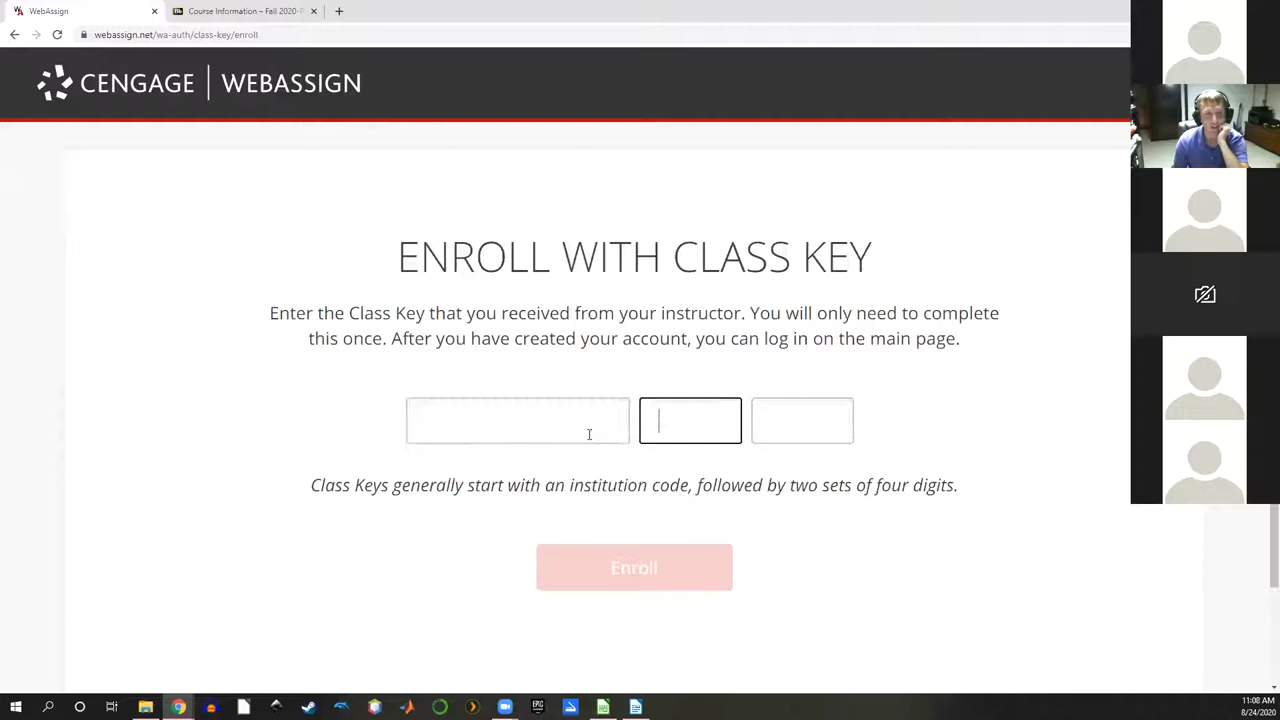 WebAssign
Course Information – Fall 2020-
webassign.net/wa-auth/class-key/enroll
CENGAGE | WEBASSIGN
ENROLL WITH CLASS KEY
Enter the Class Key that you received from your instructor. You will only need to complete
this once. After you have created your account, you can log in on the main page.
Class Keys generally start with an institution code, followed by two sets of four digits.
Enroll
EPIC
11:08 AM
8/24/2020